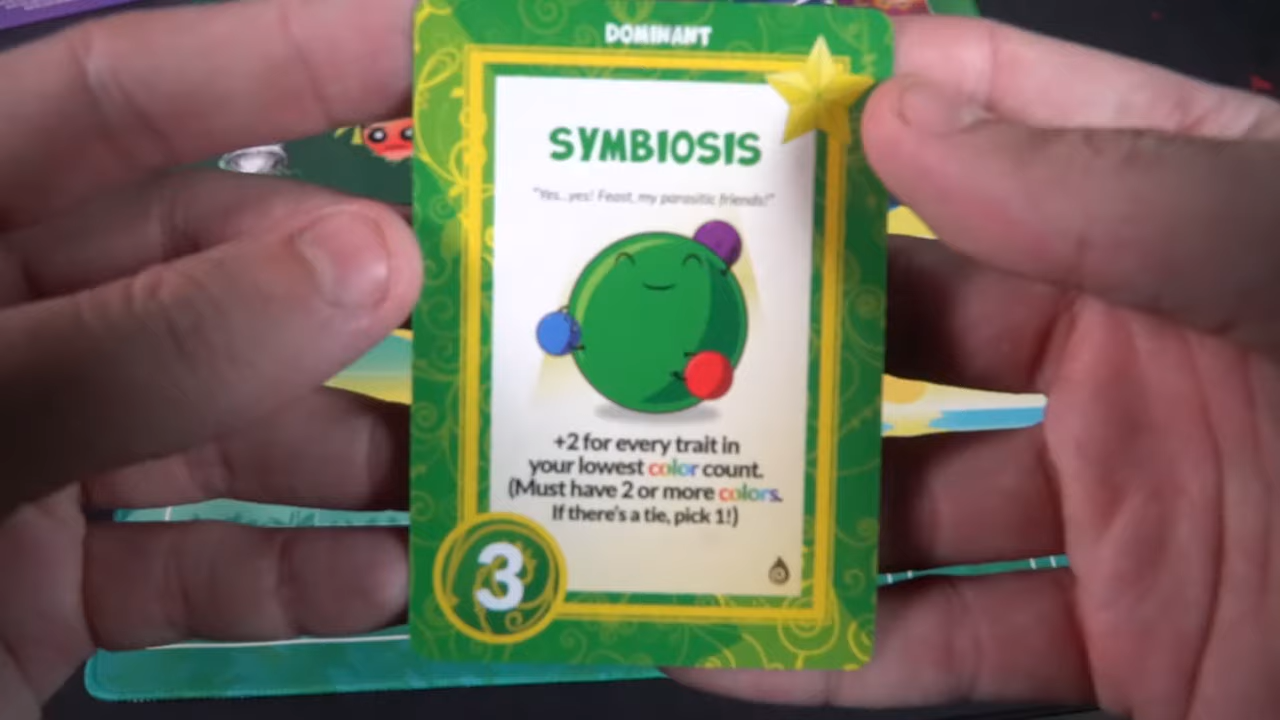 DOMINANT
SYMBIOSIS
"Yes...yes! Feast, my parasitic friends!"
+2 for every trait in
your lowest color count.
(Must have 2 or more colors.
If there's a tie, pick 1!)
3